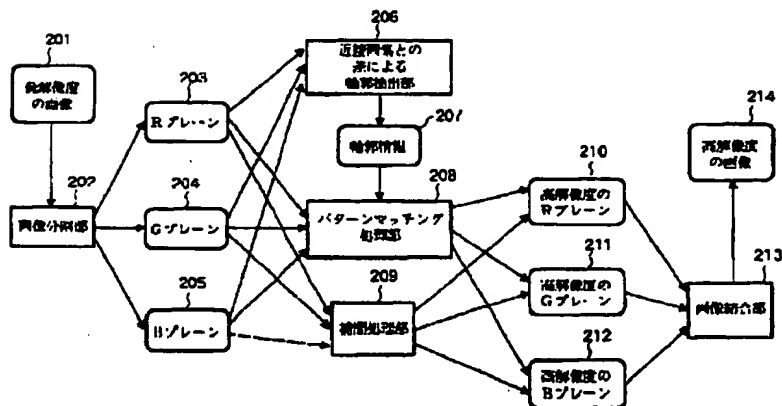 201
低解像度
の画像
202
画像分割部
203
Rプレーン
204
Gプレーン
205
Bプレーン
206
近接画素との
差による
輪郭抽出部
207
輪郭情報
208
パターンマッチング
処理部
209
補間処理部
210
高解像度の
Rプレーン
211
高解像度の
Gプレーン
212
高解像度の
Bプレーン
213
画像結合部
214
高解像度
の画像